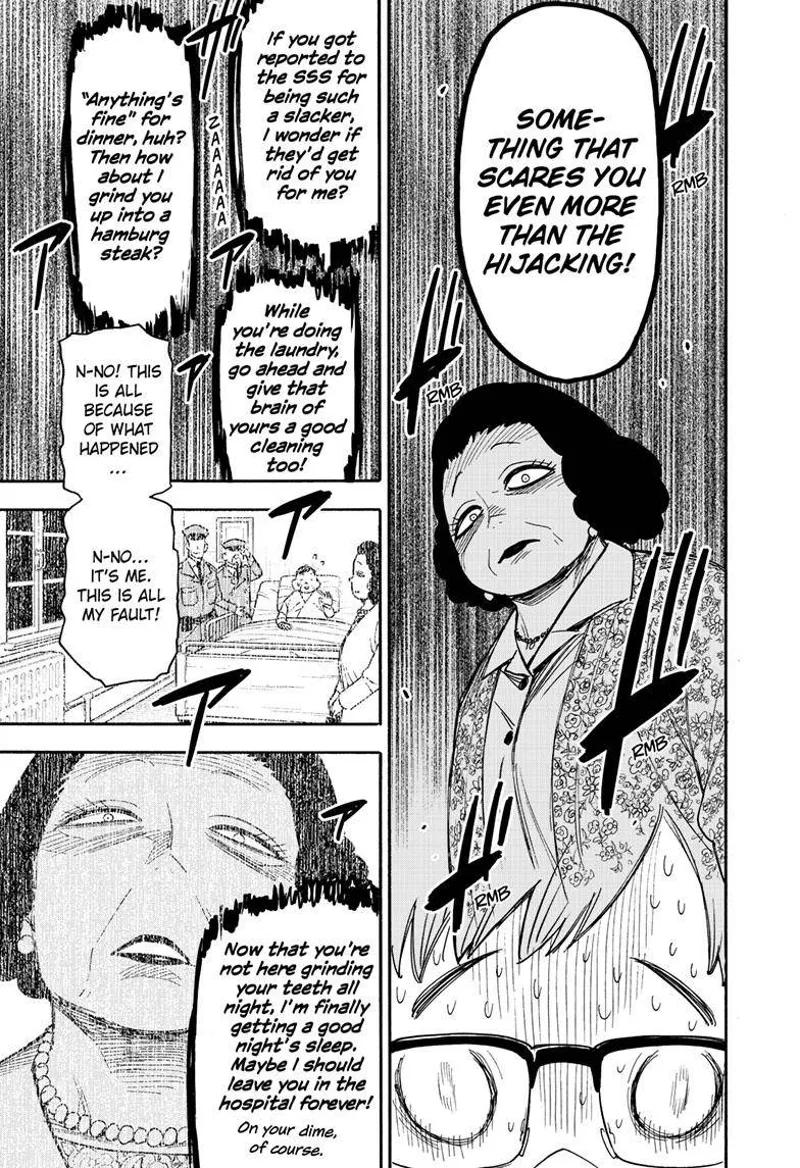 SOME-
THING THAT
SCARES YOU
EVEN MORE
THAN THE
HIJACKING!
RMB
RMB
RMB
RMB
If you got
reported to
the SSS for
being such
a slacker,
I wonder if
they'd get
rid of you
for me?
ZAAAAAA
"Anything's
fine" for
dinner, huh?
Then how
about I
grind you
up into a
hamburg
steak?
While
you're doing
the laundry,
go ahead and
give that
brain of
yours a good
cleaning
too!
N-NO! THIS
IS ALL
BECAUSE
OF WHAT
HAPPENED
...
N-NO...
IT'S ME.
THIS IS ALL
MY FAULT!
Now that you're
not here grinding
your teeth all
night, I'm finally
getting a good
night's sleep.
Maybe I should
leave you in the
hospital forever!
On your dime,
of course.